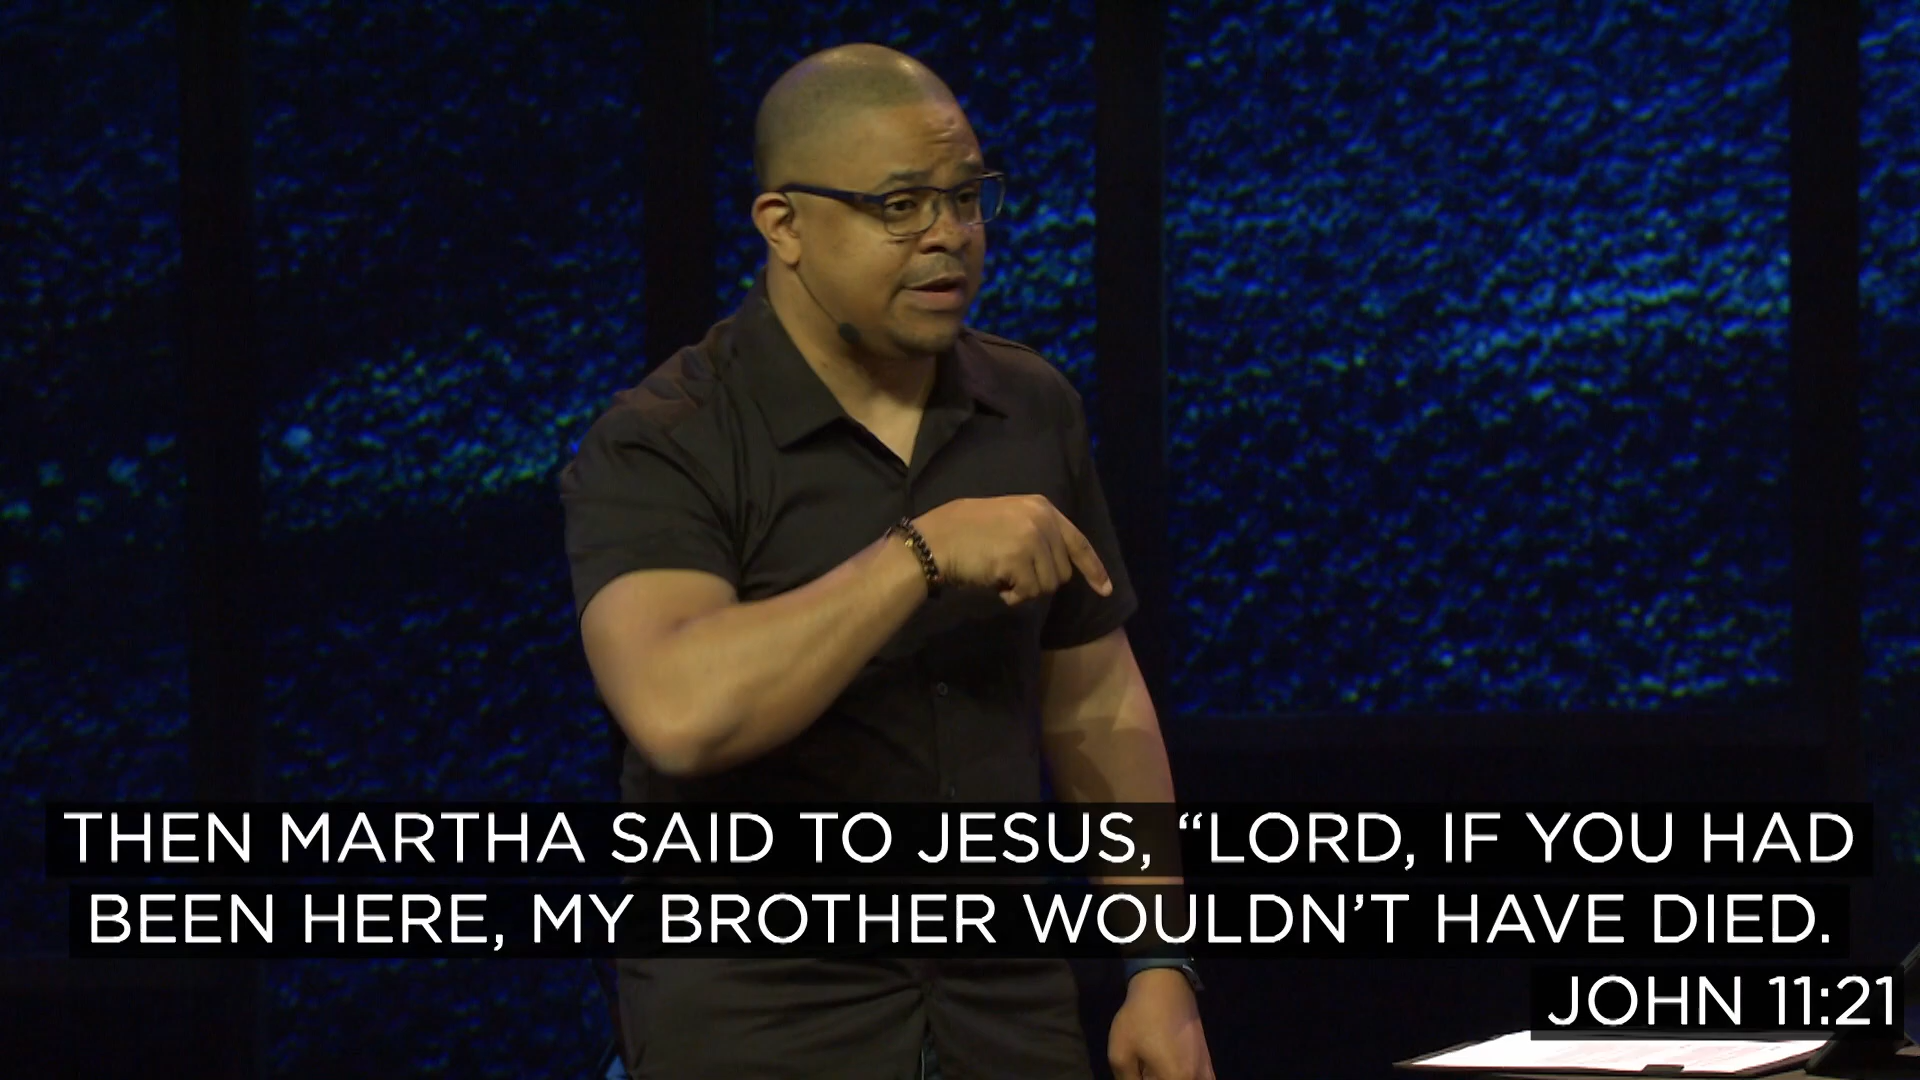 THEN MARTHA SAID TO JESUS, “LORD, IF YOU HAD
BEEN HERE, MY BROTHER WOULDN’T HAVE DIED.
JOHN 11:21